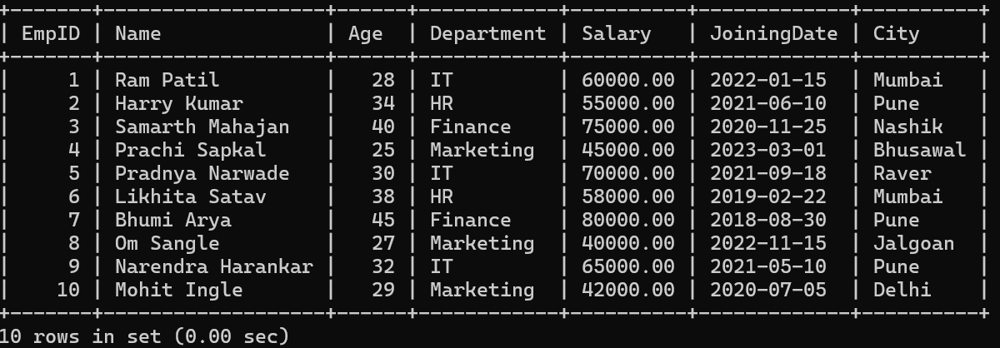 +-------+------------------+------+------------+----------+-------------+----------+
| EmpID | Name             | Age  | Department | Salary   | JoiningDate | City     |
+-------+------------------+------+------------+----------+-------------+----------+
|     1 | Ram Patil        |   28 | IT         | 60000.00 | 2022-01-15  | Mumbai   |
|     2 | Harry Kumar      |   34 | HR         | 55000.00 | 2021-06-10  | Pune     |
|     3 | Samarth Mahajan  |   40 | Finance    | 75000.00 | 2020-11-25  | Nashik   |
|     4 | Prachi Sapkal    |   25 | Marketing  | 45000.00 | 2023-03-01  | Bhusawal |
|     5 | Pradnya Narwade  |   30 | IT         | 70000.00 | 2021-09-18  | Raver    |
|     6 | Likhita Satav    |   38 | HR         | 58000.00 | 2019-02-22  | Mumbai   |
|     7 | Bhumi Arya       |   45 | Finance    | 80000.00 | 2018-08-30  | Pune     |
|     8 | Om Sangle        |   27 | Marketing  | 40000.00 | 2022-11-15  | Jalgoan  |
|     9 | Narendra Harankar |   32 | IT         | 65000.00 | 2021-05-10  | Pune     |
|    10 | Mohit Ingle      |   29 | Marketing  | 42000.00 | 2020-07-05  | Delhi    |
+-------+------------------+------+------------+----------+-------------+----------+
10 rows in set (0.00 sec)